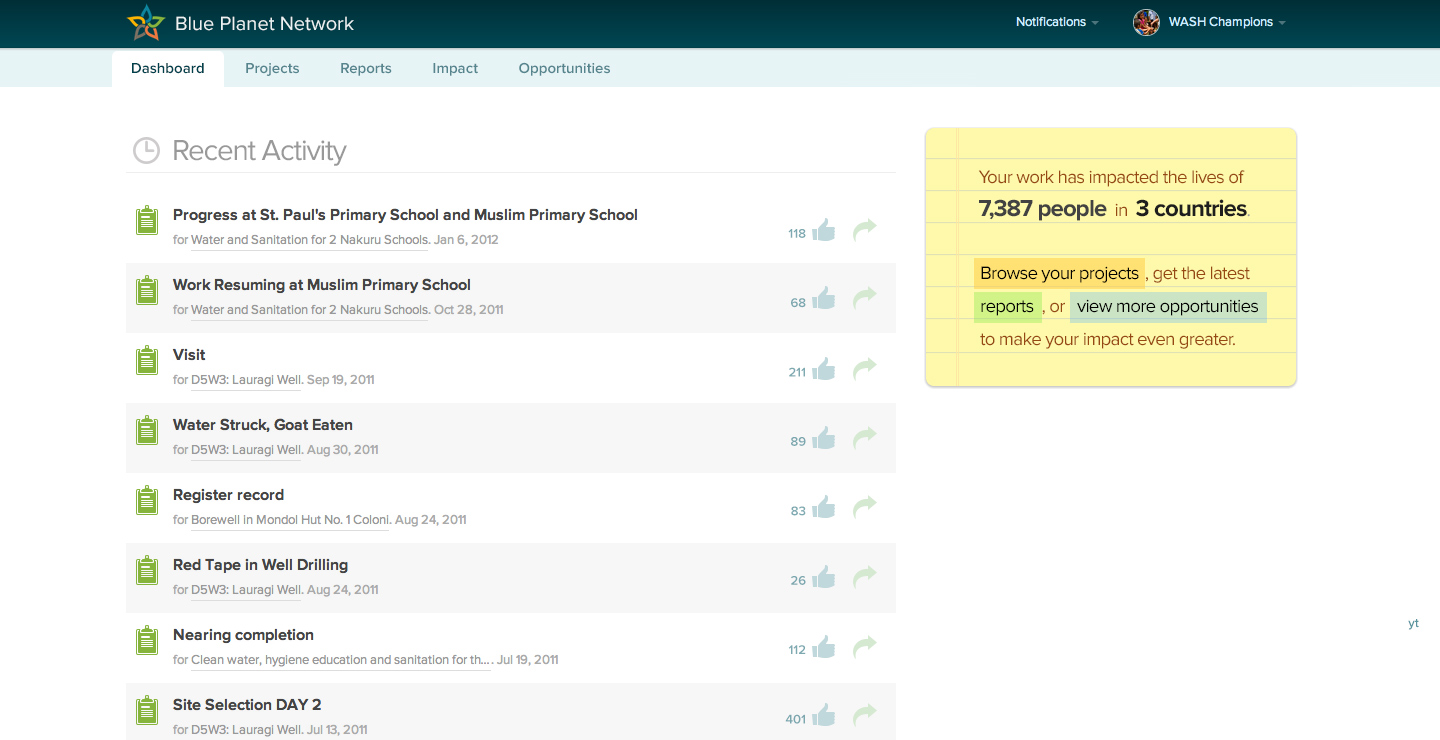 Blue Planet Network
Notifications
WASH Champions
Dashboard Projects Reports Impact Opportunities
Recent Activity
Progress at St. Paul's Primary School and Muslim Primary School
for Water and Sanitation for 2 Nakuru Schools. Jan 6, 2012
118
Work Resuming at Muslim Primary School
for Water and Sanitation for 2 Nakuru Schools. Oct 28, 2011
68
Visit
for D5W3: Lauragi Well. Sep 19, 2011
211
Water Struck, Goat Eaten
for D5W3: Lauragi Well. Aug 30, 2011
89
Register record
for Borewell in Mondol Hut No. 1 Coloni. Aug 24, 2011
83
Red Tape in Well Drilling
for D5W3: Lauragi Well. Aug 24, 2011
26
Nearing completion
for Clean water, hygiene education and sanitation for th.... Jul 19, 2011
112
Site Selection DAY 2
for D5W3: Lauragi Well. Jul 13, 2011
401
Your work has impacted the lives of
7,387 people in 3 countries.
Browse your projects, get the latest
reports, or view more opportunities
to make your impact even greater.
yt